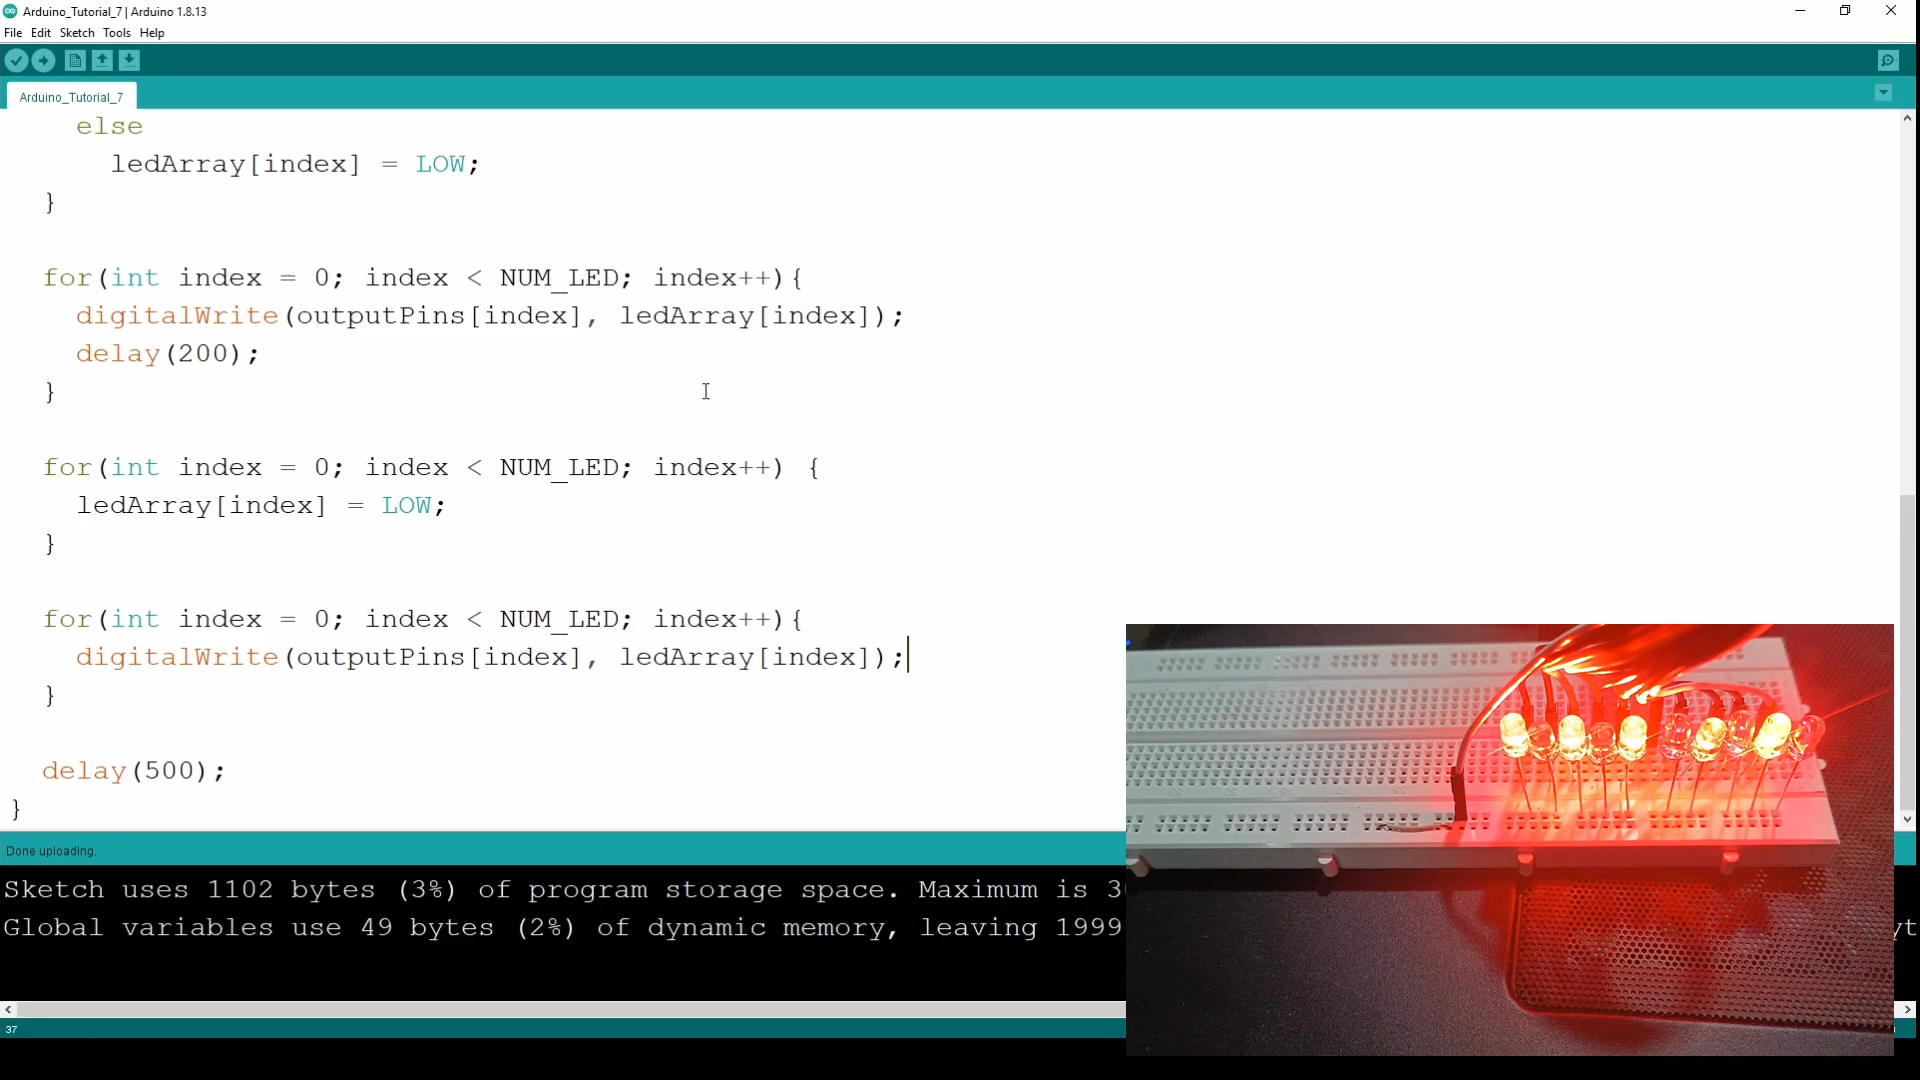 Arduino_Tutorial_7 | Arduino 1.8.13
File Edit Sketch Tools Help
Arduino_Tutorial_7
else
ledArray[index] = LOW;
}
for(int index = 0; index < NUM_LED; index++){
digitalWrite(outputPins[index], ledArray[index]);
delay(200);
}
for(int index = 0; index < NUM_LED; index++) {
ledArray[index] = LOW;
}
for(int index = 0; index < NUM_LED; index++){
digitalWrite(outputPins[index], ledArray[index]);
}
delay(500);
}
Done uploading.
Sketch uses 1102 bytes (3%) of program storage space. Maximum is 3
Global variables use 49 bytes (2%) of dynamic memory, leaving 1999 yt
37